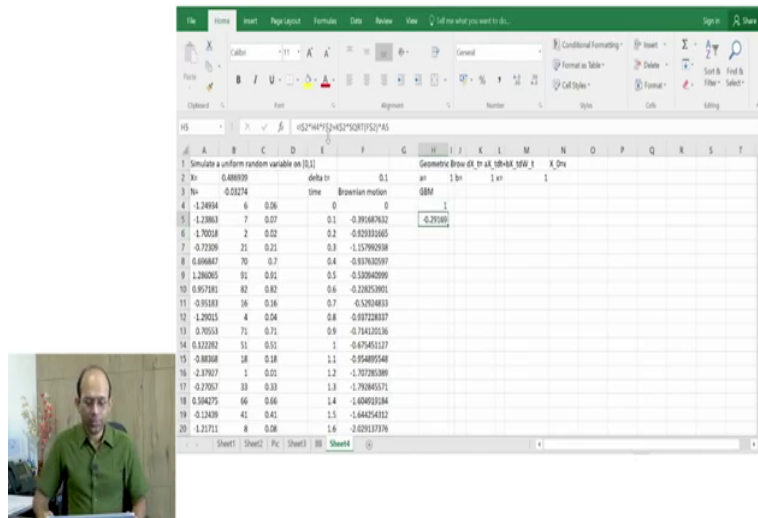 File Home Insert Page Layout Formulas Data Review View Tell me what you want to do... Sign in Share
Calibri 11 A A General Conditional Formatting Insert Σ
Paste Format as Table Delete Sort & Find &
B I U A % Cell Styles Format Filter Select
Clipboard Font Alignment Number Styles Cells Editing
H5 fx
A B C D E F G H I J K L M N O P Q R S T
1 Simulate a uniform random variable on [0,1] Geometric Brow dX_t= aX_tdt+bX_tdW_t X_0=x
2 X= 0.486939 delta t= 0.1 a= 1 b= 1 x= 1
3 N= -0.03274 time Brownian motion GBM
4 -1.24934 6 0.06 0 0 1
5 -1.23863 7 0.07 0.1 -0.391687632 -0.29169
6 -1.70018 2 0.02 0.2 -0.929331665
7 -0.72309 21 0.21 0.3 -1.157992938
8 0.696847 70 0.7 0.4 -0.937630597
9 1.286065 91 0.91 0.5 -0.530940999
10 0.957181 82 0.82 0.6 -0.228253901
11 -0.95183 16 0.16 0.7 -0.52924833
12 -1.29015 4 0.04 0.8 -0.937228337
13 0.70553 71 0.71 0.9 -0.714120136
14 0.122282 51 0.51 1 -0.675451127
15 -0.88368 18 0.18 1.1 -0.954895548
16 -2.37927 1 0.01 1.2 -1.707285389
17 -0.27057 33 0.33 1.3 -1.792845571
18 0.594275 66 0.66 1.4 -1.604919184
19 -0.12439 41 0.41 1.5 -1.644254312
20 -1.21711 8 0.08 1.6 -2.029137376
Sheet1 Sheet2 Pic Sheet3 BB Sheet4